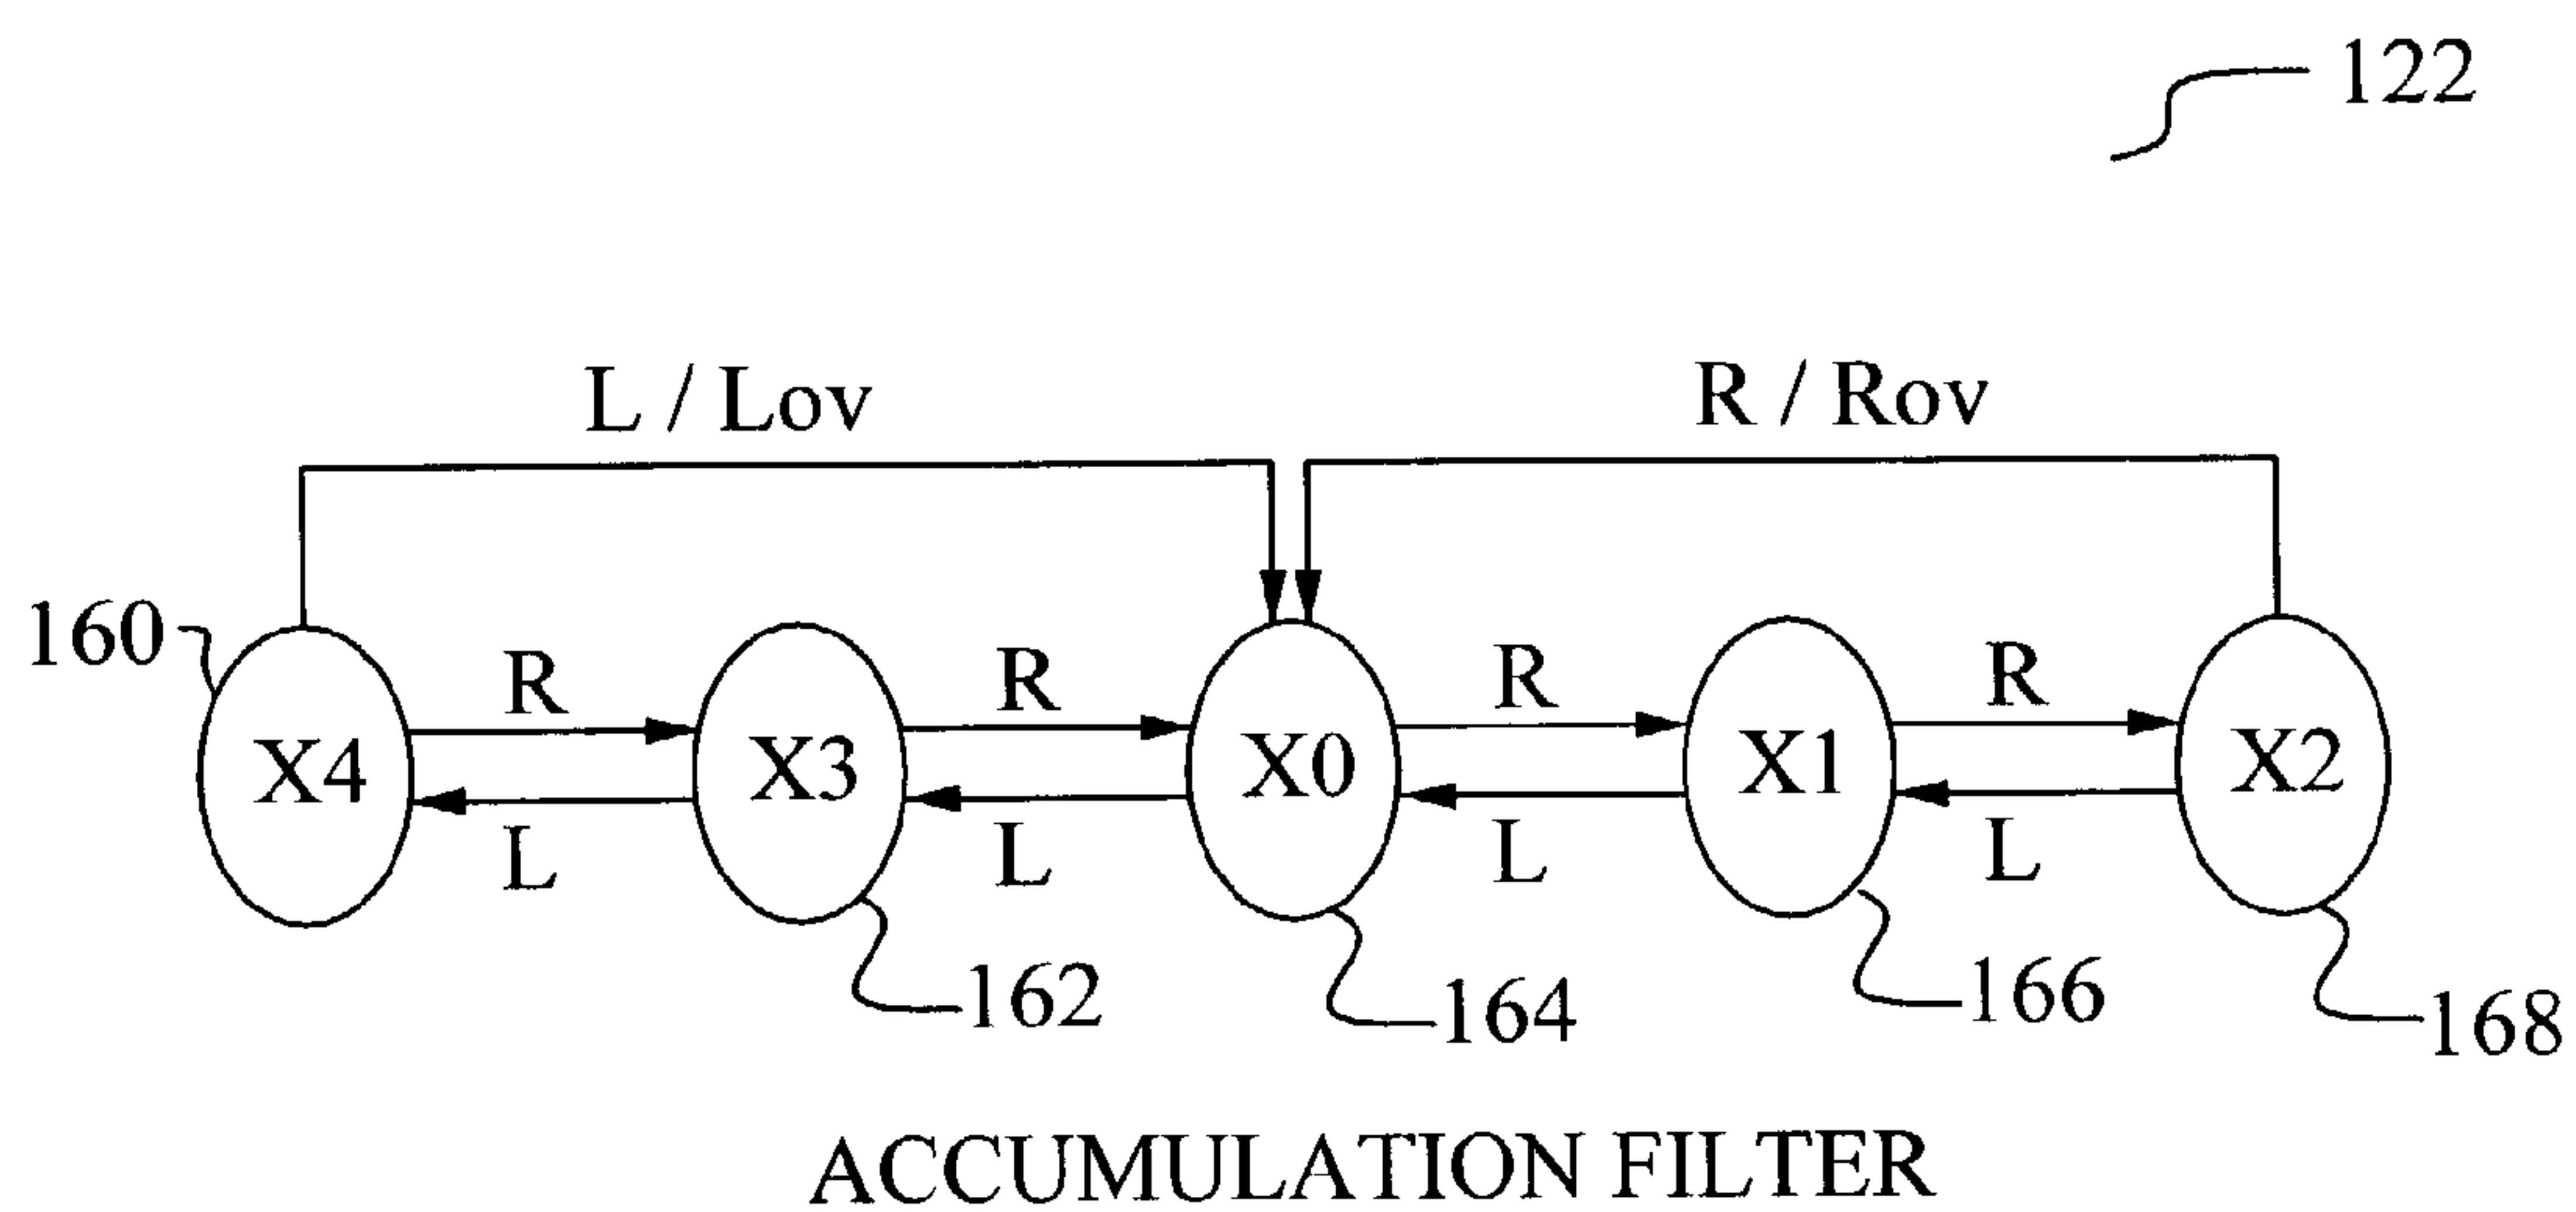 122
L / Lov
R / Rov
160
R
R
R
R
X4
X3
X0
X1
X2
L
L
L
L
162
164
166
168
ACCUMULATION FILTER